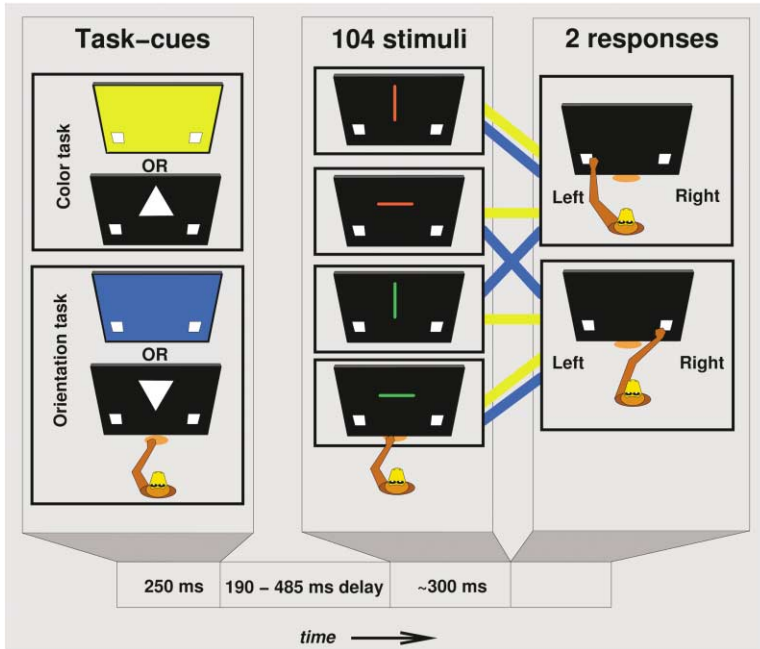 Task-cues
104 stimuli
2 responses
Color task
OR
Orientation task
OR
Left
Right
Left
Right
250 ms
190 – 485 ms delay
~300 ms
time